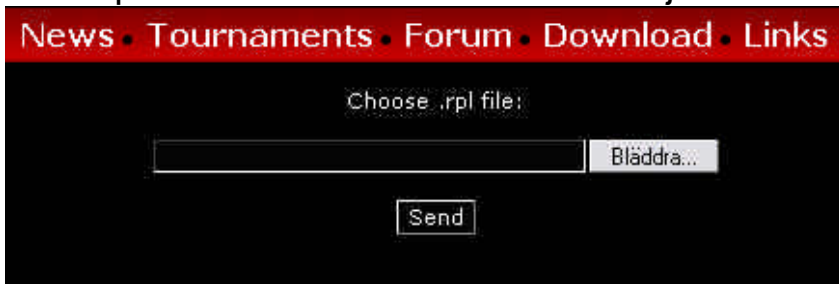 News • Tournaments • Forum • Download • Links
Choose .rpl file:
Bläddra...
Send